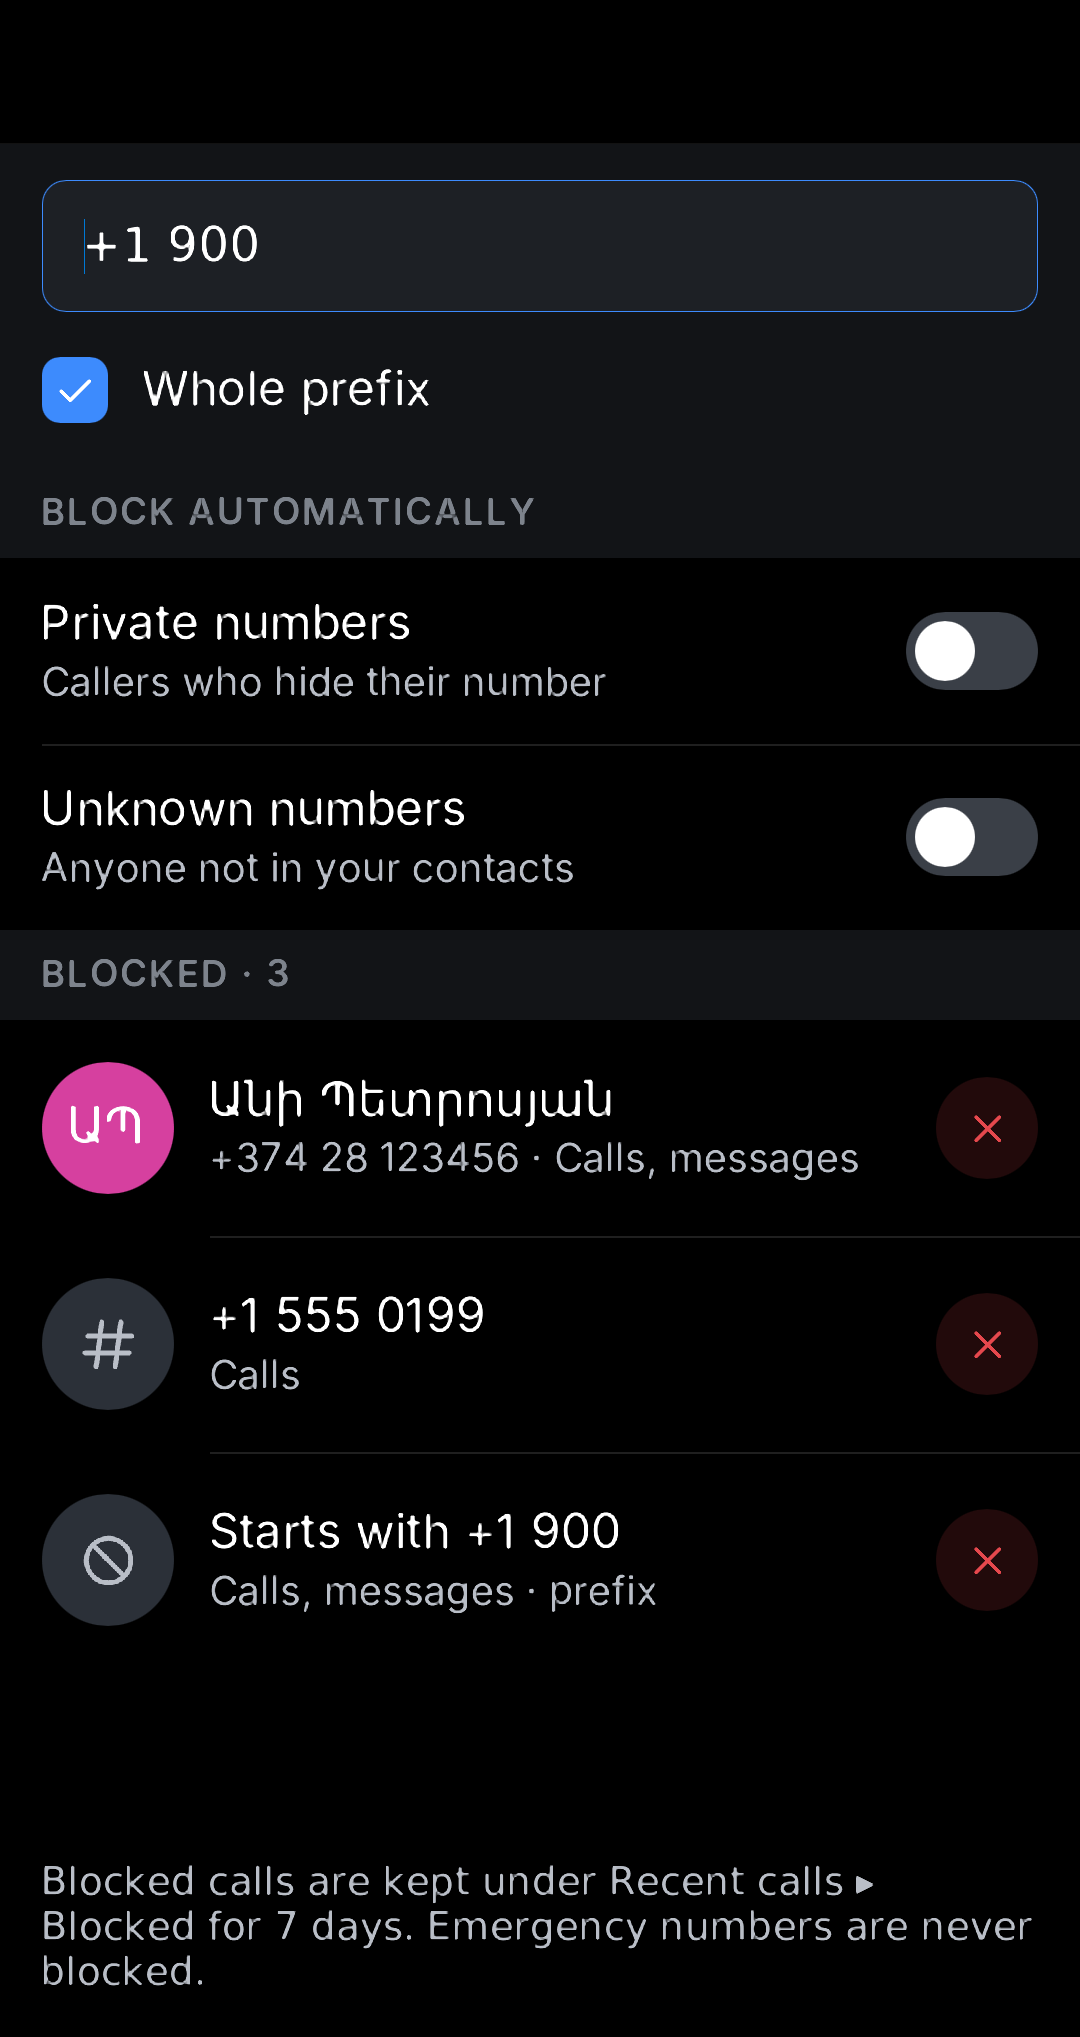 +1 900
Whole prefix
BLOCK AUTOMATICALLY
Private numbers
Callers who hide their number
Unknown numbers
Anyone not in your contacts
BLOCKED · 3
ԱՊ
Անի Պետրոսյան
+374 28 123456 · Calls, messages
+1 555 0199
Calls
Starts with +1 900
Calls, messages · prefix
Blocked calls are kept under Recent calls ▸
Blocked for 7 days. Emergency numbers are never
blocked.